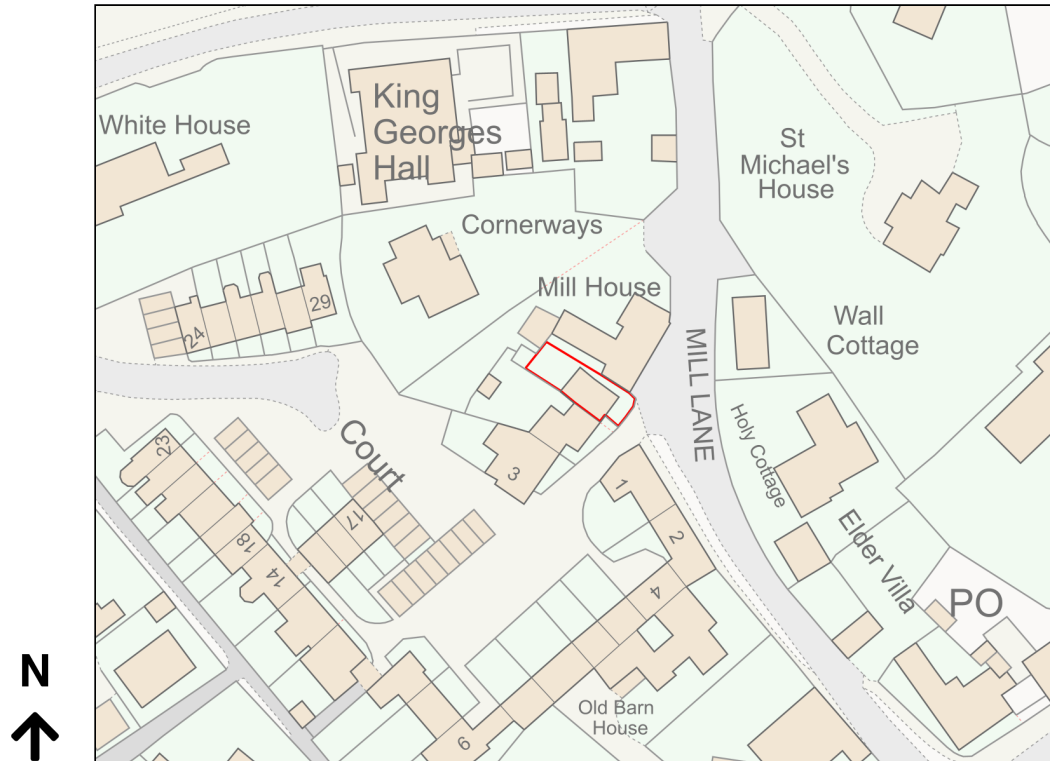 King
Georges
Hall
White House
St
Michael's
House
Cornerways
Mill House
29
24
Wall
Cottage
MILL LANE
Holy Cottage
Court
23
3
1
17
2
18
14
4
Elder Villa
PO
N
Old Barn
House
9